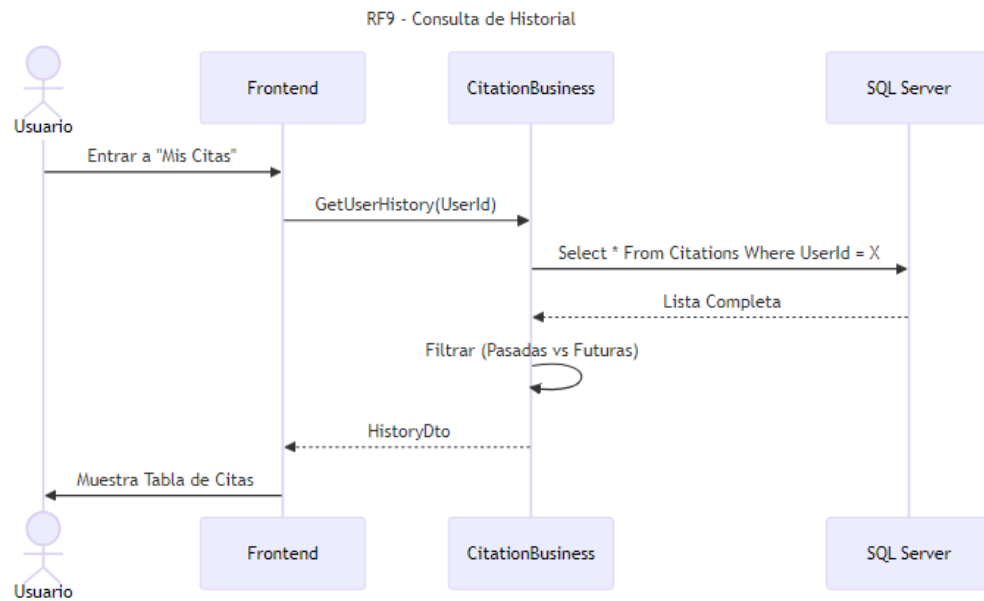 RF9 - Consulta de Historial
Usuario
Frontend
CitationBusiness
SQL Server
Entrar a "Mis Citas"
GetUserHistory(UserId)
Select * From Citations Where UserId = X
Lista Completa
Filtrar (Pasadas vs Futuras)
HistoryDto
Muestra Tabla de Citas
Usuario
Frontend
CitationBusiness
SQL Server